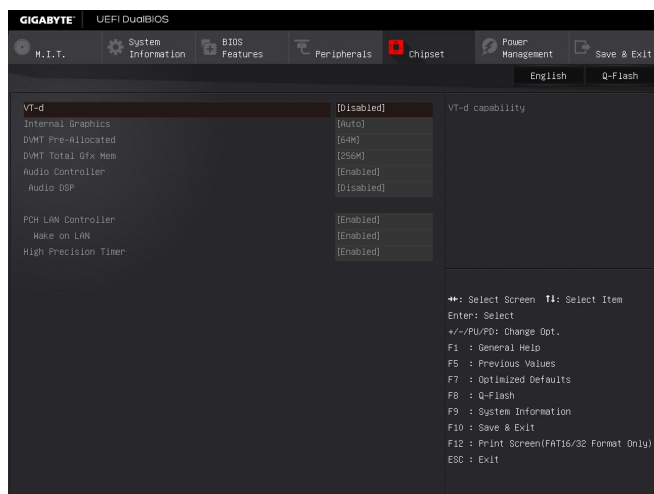 GIGABYTE™ UEFI DualBIOS
M.I.T.
System Information
BIOS Features
Peripherals
Chipset
Power Management
Save & Exit
English
Q-Flash
VT-d [Disabled]
Internal Graphics [Auto]
DVMT Pre-Allocated [64M]
DVMT Total Gfx Mem [256M]
Audio Controller [Enabled]
Audio DSP [Disabled]
PCH LAN Controller [Enabled]
Wake on LAN [Enabled]
High Precision Timer [Enabled]
VT-d capability
→←: Select Screen ↑↓: Select Item
Enter: Select
+/-/PU/PD: Change Opt.
F1 : General Help
F5 : Previous Values
F7 : Optimized Defaults
F8 : Q-Flash
F9 : System Information
F10 : Save & Exit
F12 : Print Screen(FAT16/32 Format Only)
ESC : Exit